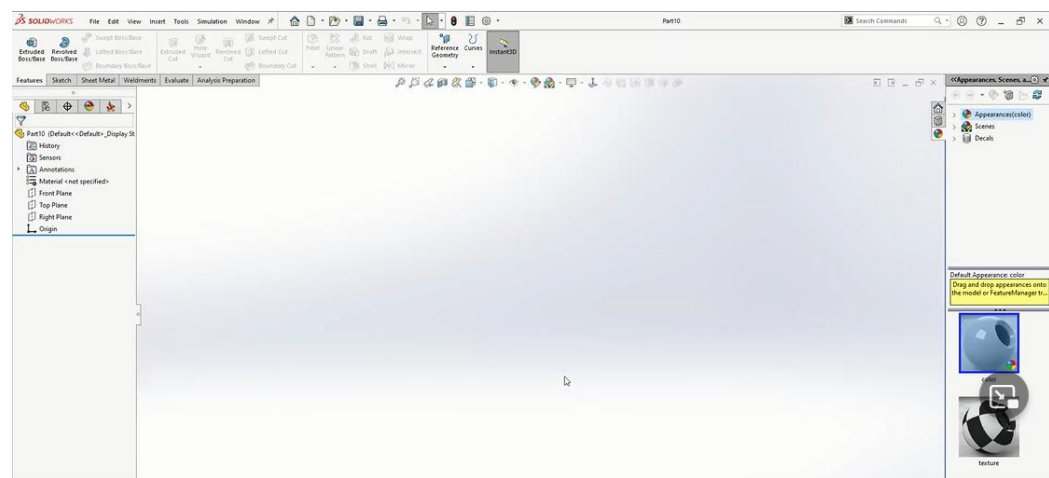 SOLIDWORKS File Edit View Insert Tools Simulation Window Part10 Search Commands
Extruded Boss/Base
Revolved Boss/Base
Swept Boss/Base
Lofted Boss/Base
Boundary Boss/Base
Extruded Cut
Hole Wizard
Revolved Cut
Swept Cut
Lofted Cut
Boundary Cut
Fillet
Linear Pattern
Rib
Draft
Shell
Wrap
Intersect
Mirror
Reference Geometry
Curves
Instant3D
Features Sketch Sheet Metal Weldments Evaluate Analysis Preparation
Part10 (Default<<Default>_Display St
History
Sensors
Annotations
Material <not specified>
Front Plane
Top Plane
Right Plane
Origin
Appearances, Scenes, a...
Appearances(color)
Scenes
Decals
Default Appearance: color
Drag and drop appearances onto
the model or FeatureManager tr...
color
texture